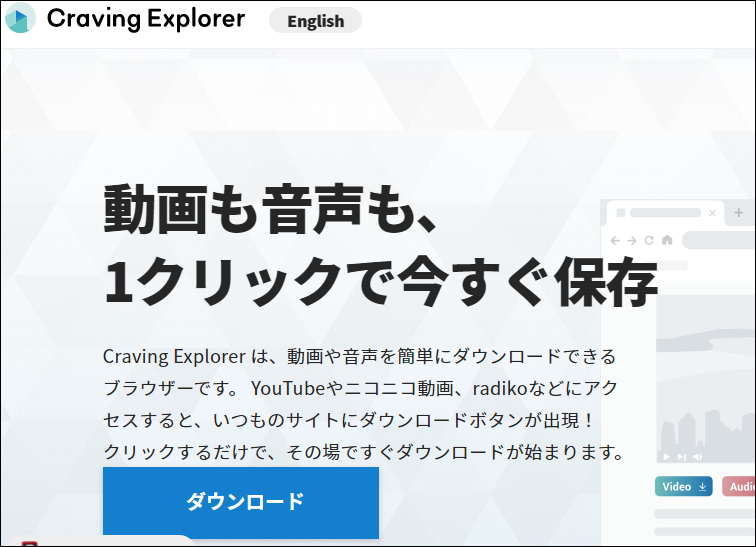 Craving Explorer
English
動画も音声も、
1クリックで今すぐ保存
Craving Explorer は、動画や音声を簡単にダウンロードできる
ブラウザーです。 YouTubeやニコニコ動画、radikoなどにアク
セスすると、いつものサイトにダウンロードボタンが出現！
クリックするだけで、その場ですぐダウンロードが始まります。
Video
Audi
ダウンロード